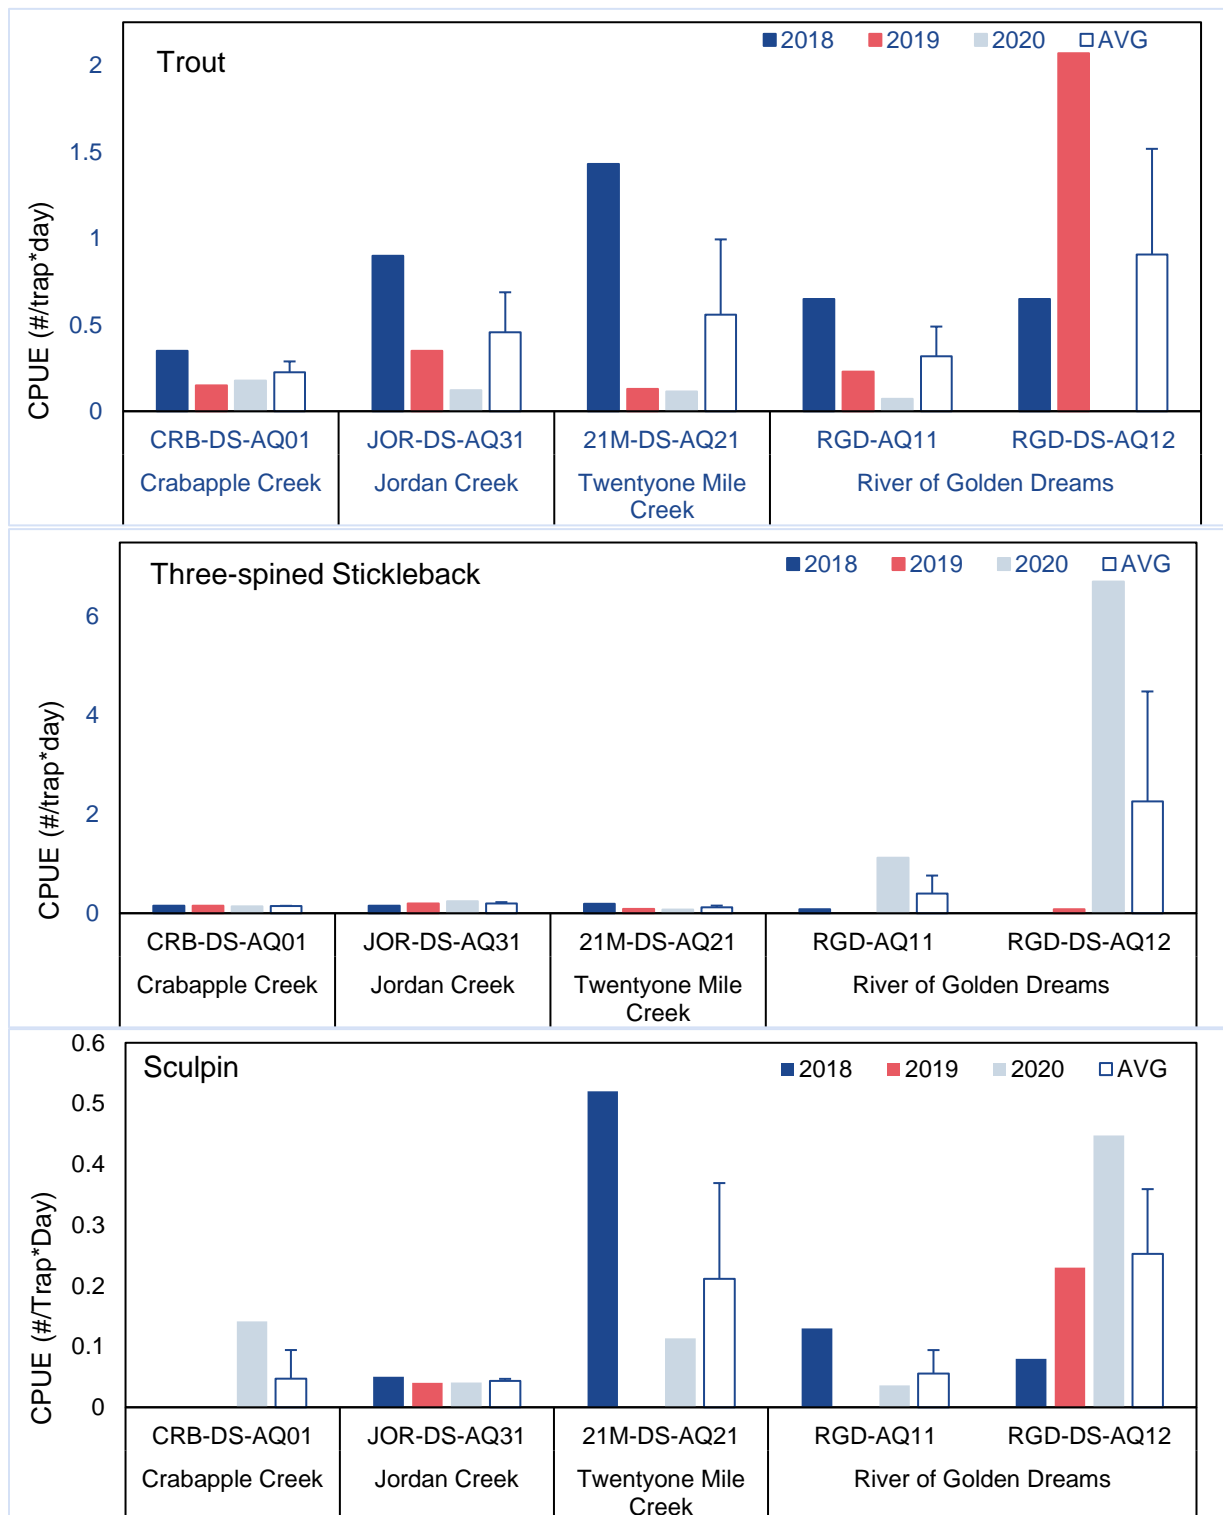 Trout
2018 2019 2020 AVG
2
1.5
1
0.5
0
CPUE (#/trap*day)
CRB-DS-AQ01 JOR-DS-AQ31 21M-DS-AQ21 RGD-AQ11 RGD-DS-AQ12
Crabapple Creek Jordan Creek Twentyone Mile River of Golden Dreams
Creek
Three-spined Stickleback
2018 2019 2020 AVG
6
4
2
0
CPUE (#/trap*day)
CRB-DS-AQ01 JOR-DS-AQ31 21M-DS-AQ21 RGD-AQ11 RGD-DS-AQ12
Crabapple Creek Jordan Creek Twentyone Mile River of Golden Dreams
Creek
0.6
Sculpin
2018 2019 2020 AVG
0.5
0.4
0.3
0.2
0.1
0
CPUE (#/Trap*Day)
CRB-DS-AQ01 JOR-DS-AQ31 21M-DS-AQ21 RGD-AQ11 RGD-DS-AQ12
Crabapple Creek Jordan Creek Twentyone Mile River of Golden Dreams
Creek